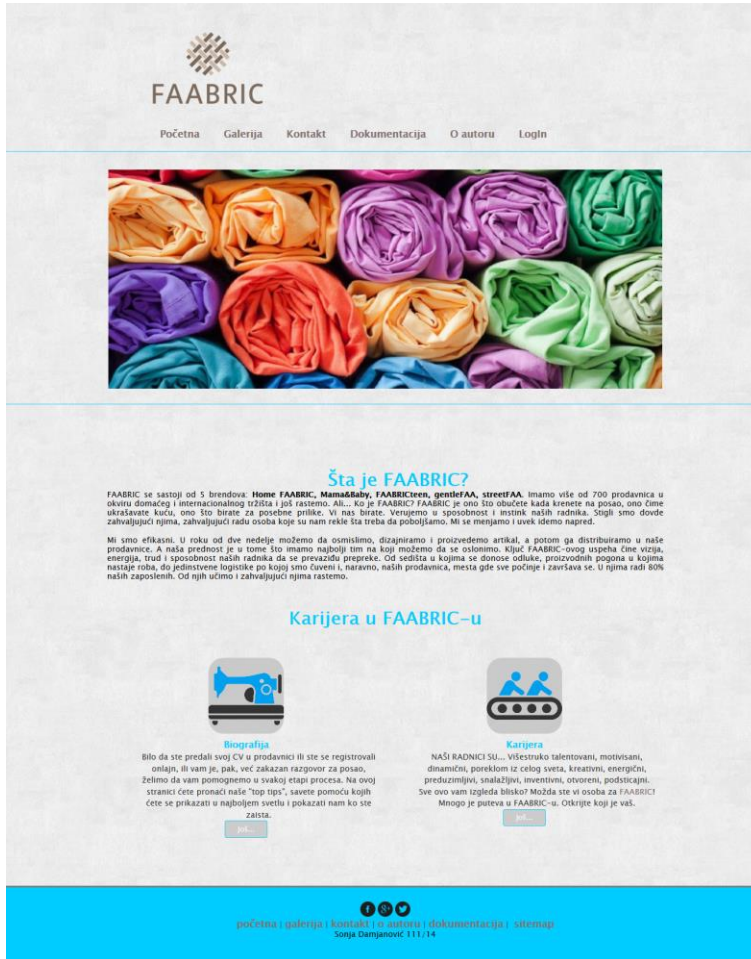 FAABRIC
Početna Galerija Kontakt Dokumentacija O autoru LogIn
Šta je FAABRIC?
FAABRIC se sastoji od 5 brendova: Home FAABRIC, Mama&Baby, FAABRICteen, gentleFAA, streetFAA. Imamo više od 700 prodavnica u
okviru domaćeg i internacionalnog tržišta i još rastemo. Ali... Ko je FAABRIC? FAABRIC je ono što obučete kada krenete na posao, ono čime
ukrašavate kuću, ono što birate za posebne prilike. Vi nas birate. Verujemo u sposobnost i instink naših radnika. Stigli smo dovde
zahvaljujući njima, zahvaljujući radu osoba koje su nam rekle šta treba da poboljšamo. Mi se menjamo i uvek idemo napred.
Mi smo efikasni. U roku od dve nedelje možemo da osmislimo, dizajniramo i proizvedemo artikal, a potom ga distribuiramo u naše
prodavnice. A naša prednost je u tome što imamo najbolji tim na koji možemo da se oslonimo. Ključ FAABRIC-ovog uspeha čine vizija,
energija, trud i sposobnost naših radnika da se prevaziđu prepreke. Od sedišta u kojima se donose odluke, proizvodnih pogona u kojima
nastaje roba, do jedinstvene logistike po kojoj smo čuveni i, naravno, naših prodavnica, mesta gde sve počinje i završava se. U njima radi 80%
naših zaposlenih. Od njih učimo i zahvaljujući njima rastemo.
Karijera u FAABRIC-u
Biografija
Bilo da ste predali svoj CV u prodavnici ili ste se registrovali
onlajn, ili vam je, pak, već zakazan razgovor za posao,
želimo da vam pomognemo u svakoj etapi procesa. Na ovoj
stranici ćete pronaći naše "top tips", savete pomoću kojih
ćete se prikazati u najboljem svetlu i pokazati nam ko ste
zaista.
Još...
Karijera
NAŠI RADNICI SU... Višestruko talentovani, motivisani,
dinamični, poreklom iz celog sveta, kreativni, energični,
preduzimljivi, snalažljivi, inventivni, otvoreni, podsticajni.
Sve ovo vam izgleda blisko? Možda ste vi osoba za FAABRIC!
Mnogo je puteva u FAABRIC-u. Otkrijte koji je vaš.
Još...
početna | galerija | kontakt | o autoru | dokumentacija | sitemap
Sonja Damjanović 111/14